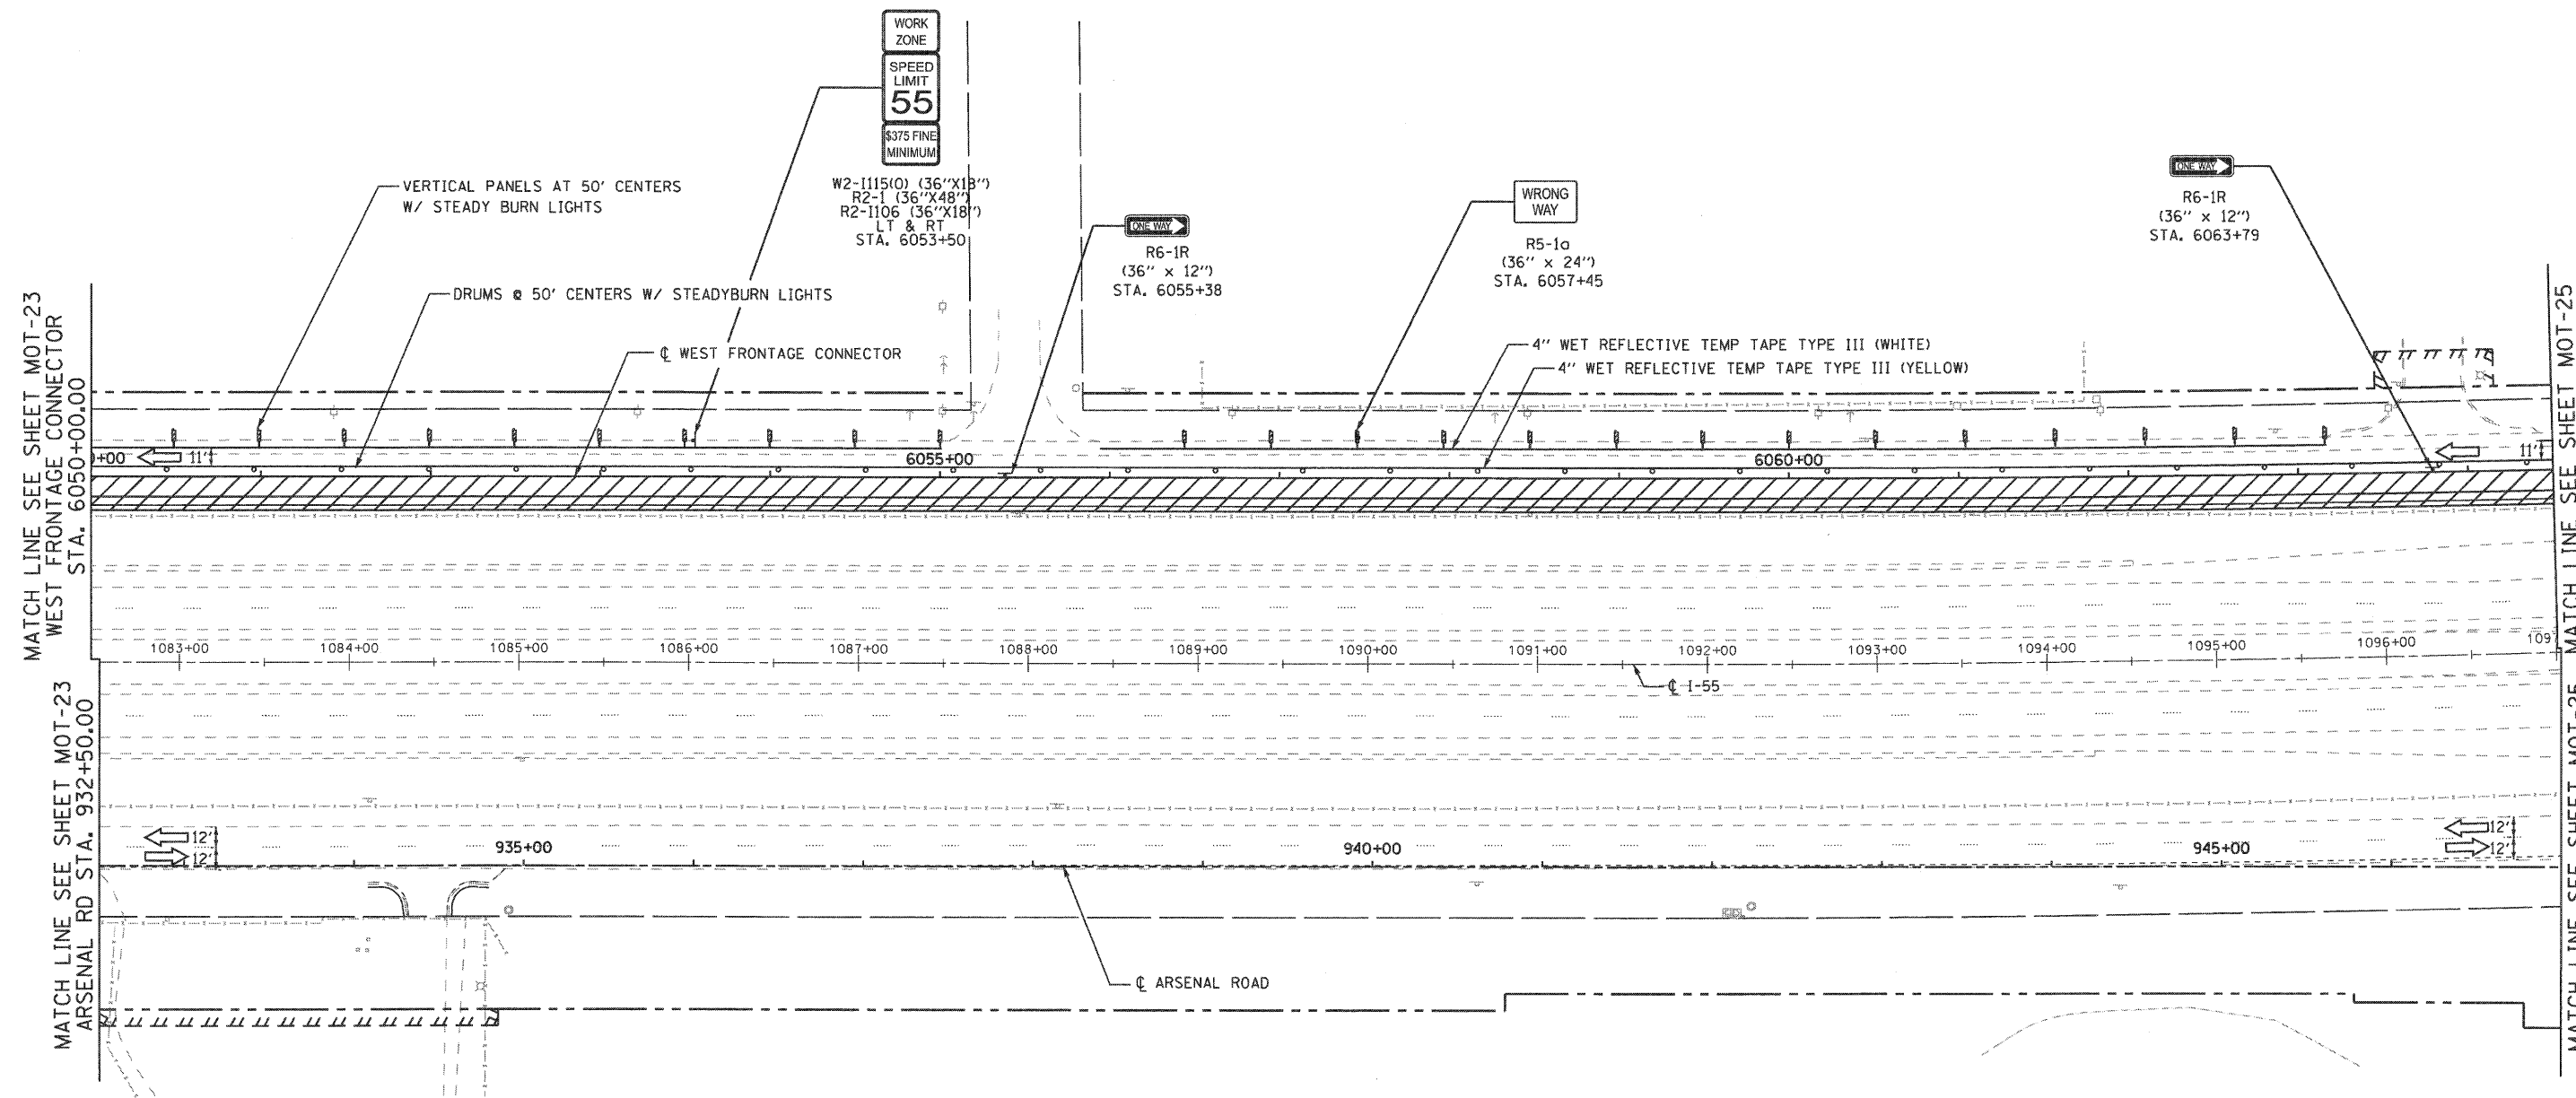 WORK
ZONE
SPEED
LIMIT
55
$375 FINE
MINIMUM
W2-I115(O) (36"X18")
R2-1 (36"X48")
R2-I106 (36"X18")
LT & RT
STA. 6053+50
VERTICAL PANELS AT 50' CENTERS
W/ STEADY BURN LIGHTS
DRUMS @ 50' CENTERS W/ STEADYBURN LIGHTS
℄ WEST FRONTAGE CONNECTOR
ONE WAY
R6-1R
(36" x 12")
STA. 6055+38
WRONG
WAY
R5-1a
(36" x 24")
STA. 6057+45
ONE WAY
R6-1R
(36" x 12")
STA. 6063+79
4" WET REFLECTIVE TEMP TAPE TYPE III (WHITE)
4" WET REFLECTIVE TEMP TAPE TYPE III (YELLOW)
MATCH LINE SEE SHEET MOT-23
WEST FRONTAGE CONNECTOR
STA. 6050+00.00
+00
11'
6055+00
6060+00
11'
MATCH LINE SEE SHEET MOT-25
1083+00
1084+00
1085+00
1086+00
1087+00
1088+00
1089+00
1090+00
1091+00
1092+00
1093+00
1094+00
1095+00
1096+00
1097
℄ I-55
MATCH LINE SEE SHEET MOT-23
ARSENAL RD STA. 932+50.00
12'
12'
935+00
940+00
945+00
12'
12'
℄ ARSENAL ROAD
MATCH LINE SEE SHEET MOT-25